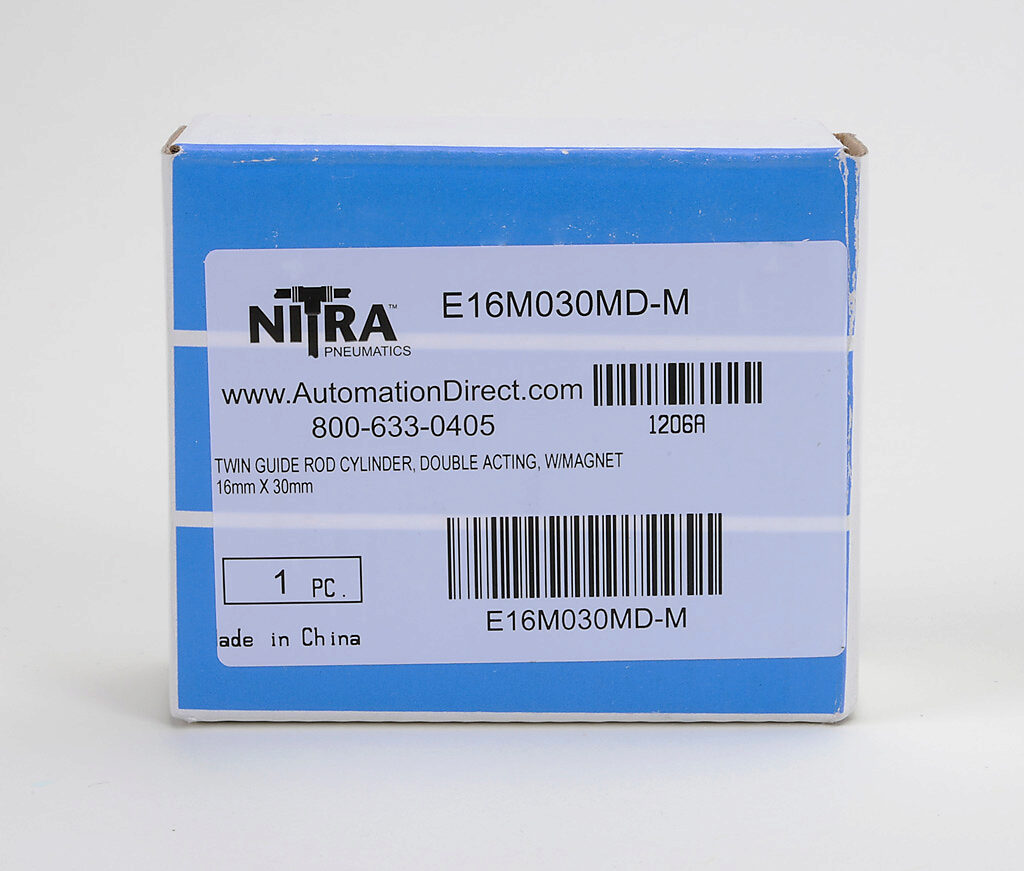 NITRA™
PNEUMATICS
E16M030MD-M
www.AutomationDirect.com
800-633-0405
1206A
TWIN GUIDE ROD CYLINDER, DOUBLE ACTING, W/MAGNET
16mm X 30mm
1 PC.
E16M030MD-M
ade in China